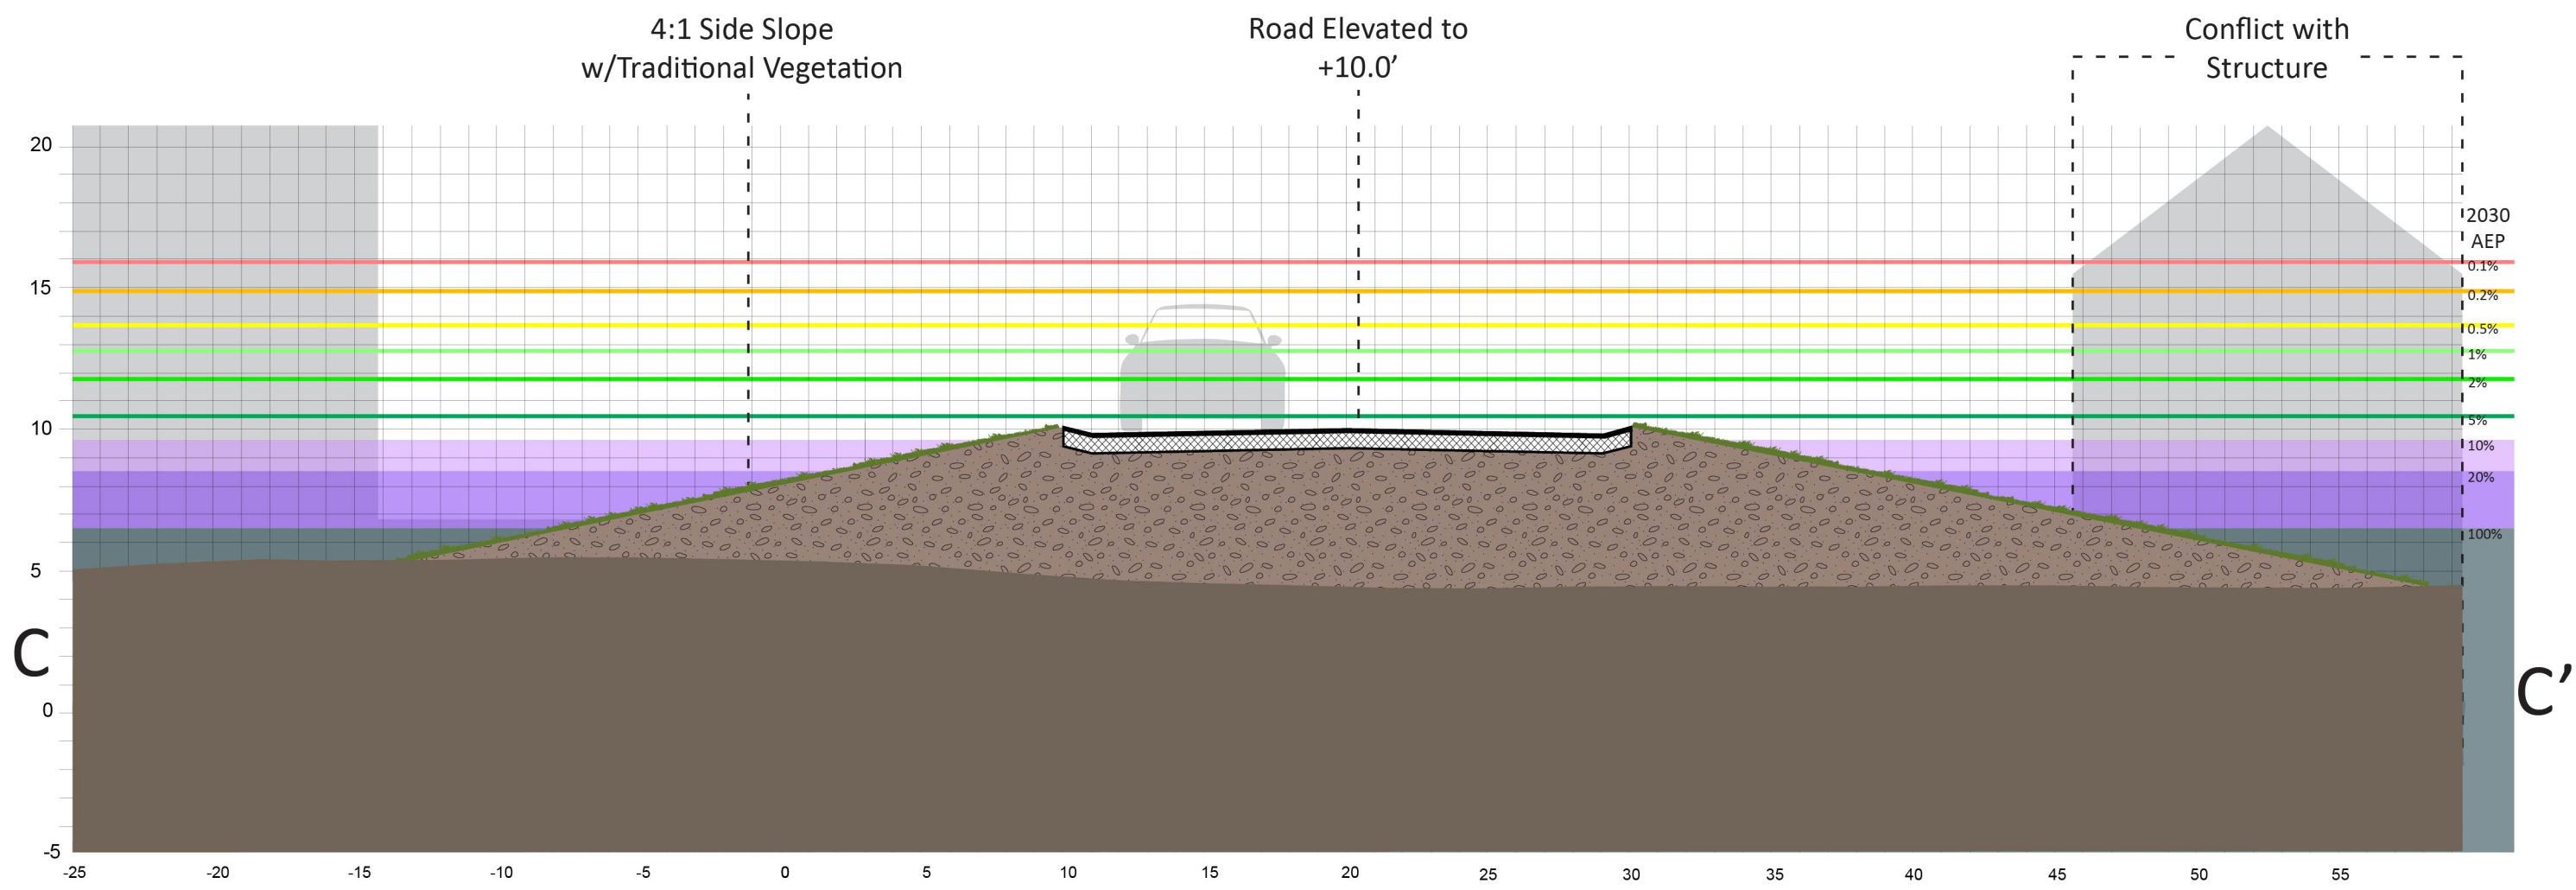 4:1 Side Slope
w/Traditional Vegetation
Road Elevated to
+10.0’
Conflict with
Structure
20
15
10
5
0
-5
2030
AEP
0.1%
0.2%
0.5%
1%
2%
5%
10%
20%
100%
C
C’
-25 -20 -15 -10 -5 0 5 10 15 20 25 30 35 40 45 50 55